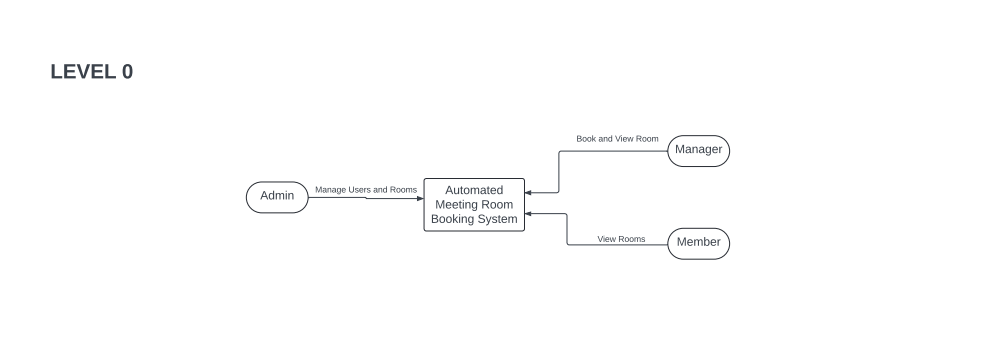 LEVEL 0
Book and View Room
Manager
Admin
Manage Users and Rooms
Automated
Meeting Room
Booking System
View Rooms
Member